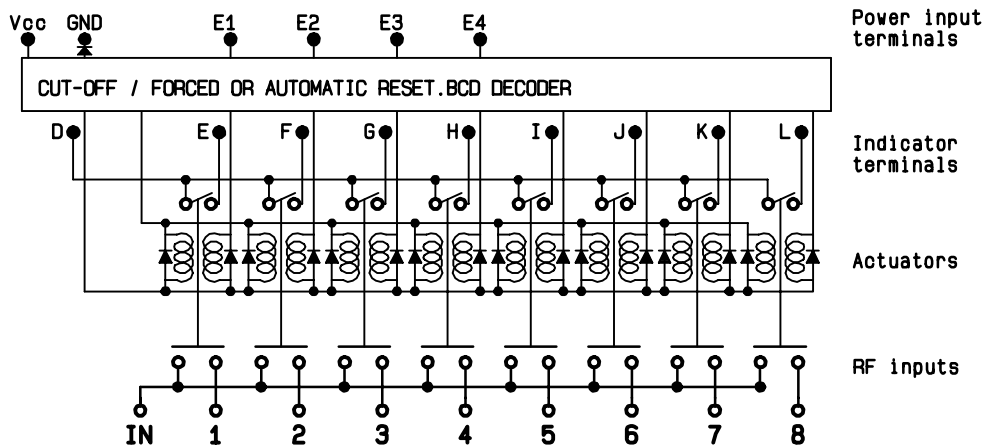 Vcc GND E1 E2 E3 E4
Power input
terminals
CUT-OFF / FORCED OR AUTOMATIC RESET.BCD DECODER
D E F G H I J K L
Indicator
terminals
Actuators
RF inputs
IN 1 2 3 4 5 6 7 8